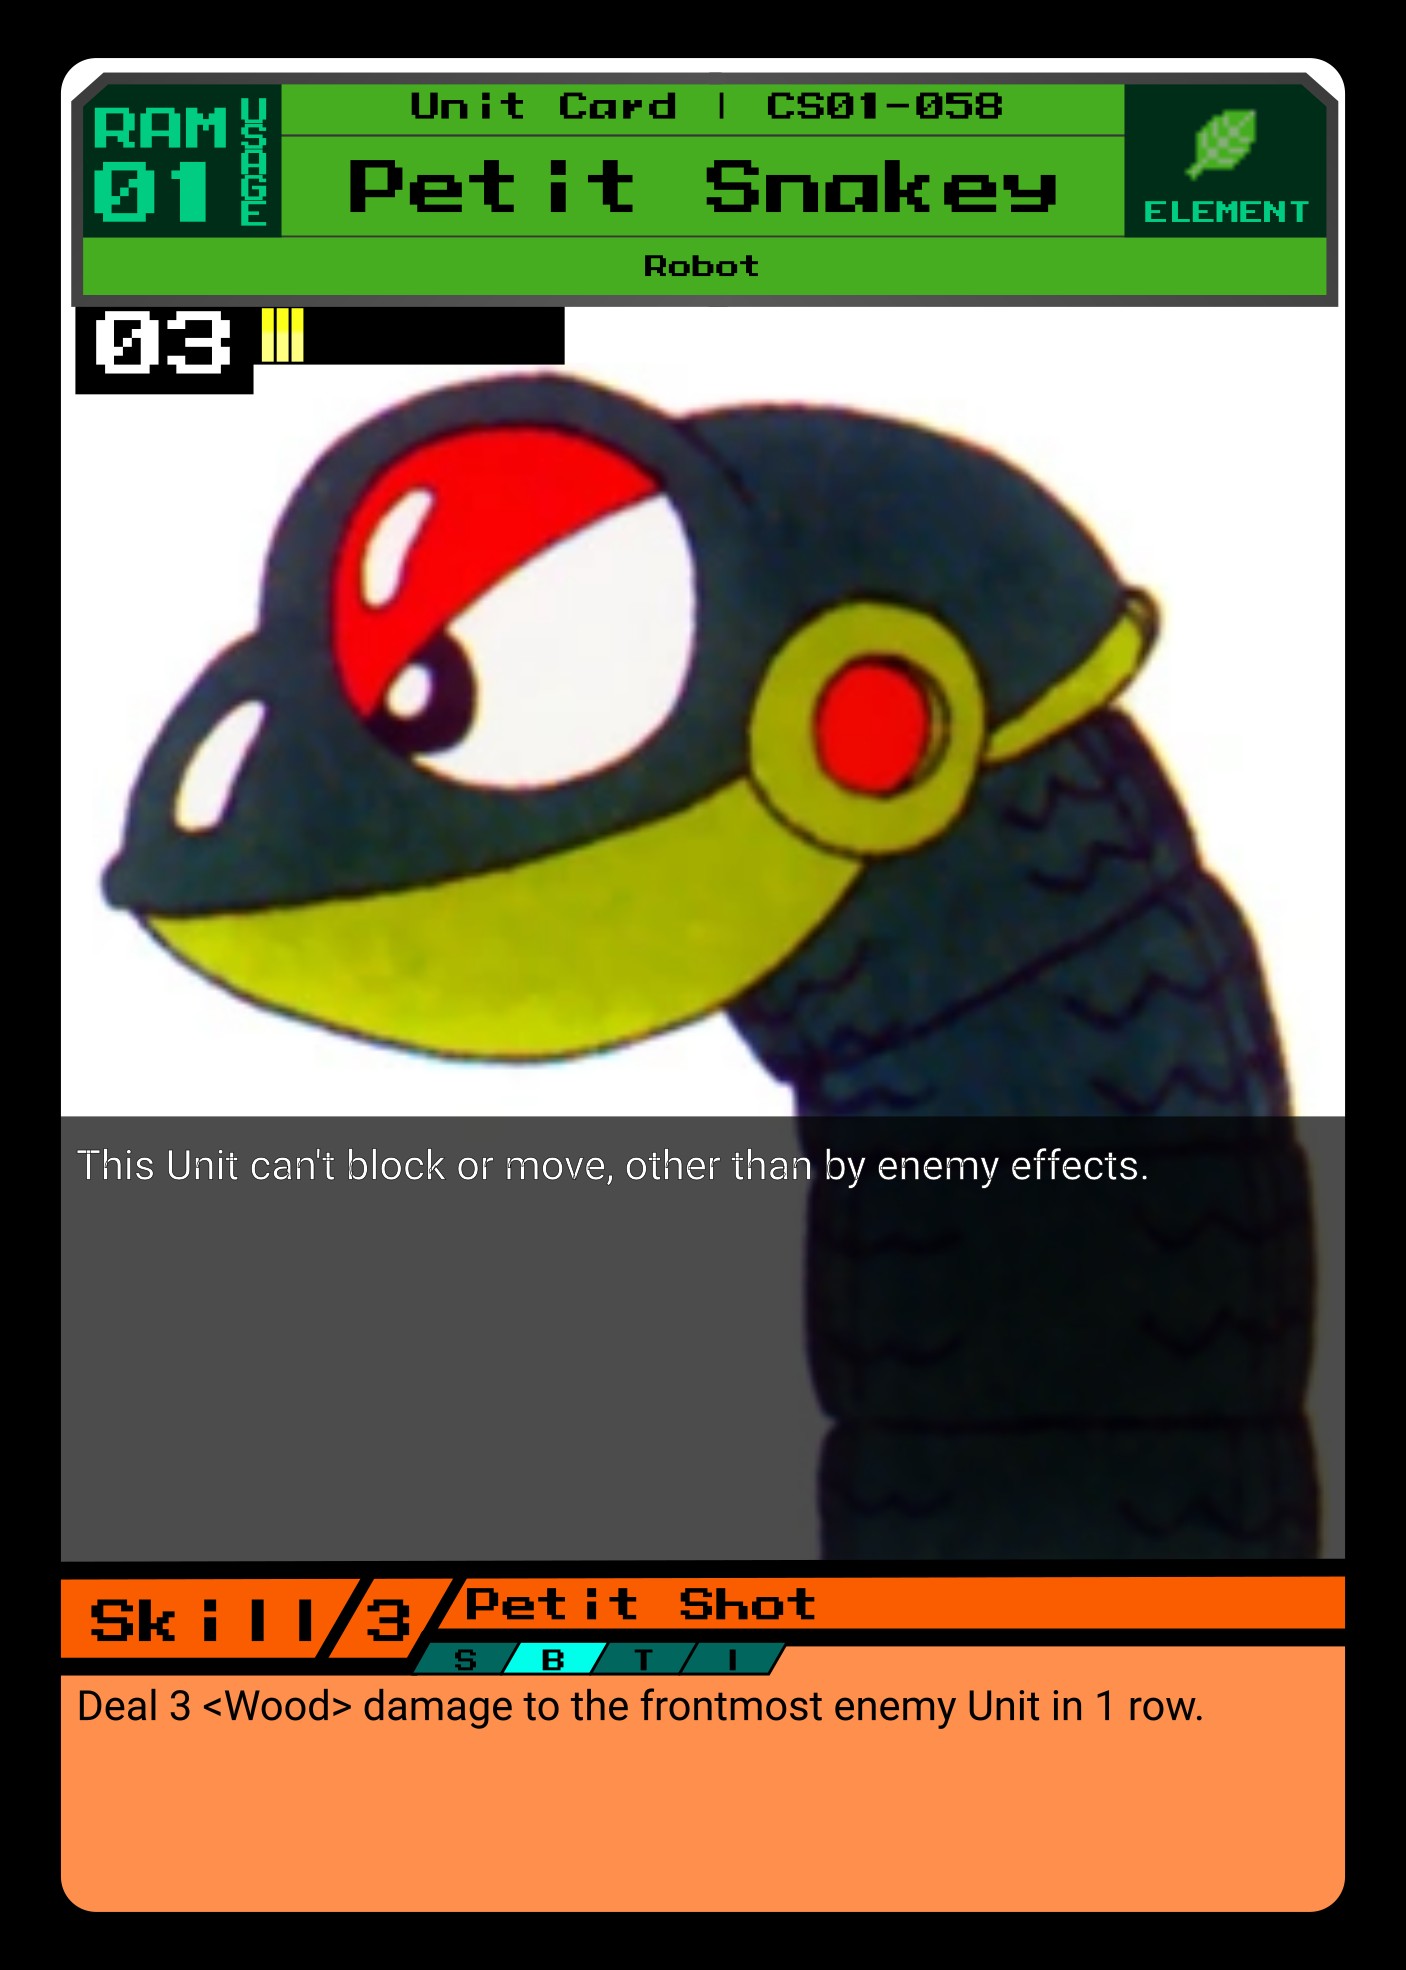 RAM USAGE
01
Unit Card | CS01-058
Petit Snakey
ELEMENT
Robot
03
This Unit can't block or move, other than by enemy effects.
Skill/3
Petit Shot
S B T I
Deal 3 <Wood> damage to the frontmost enemy Unit in 1 row.